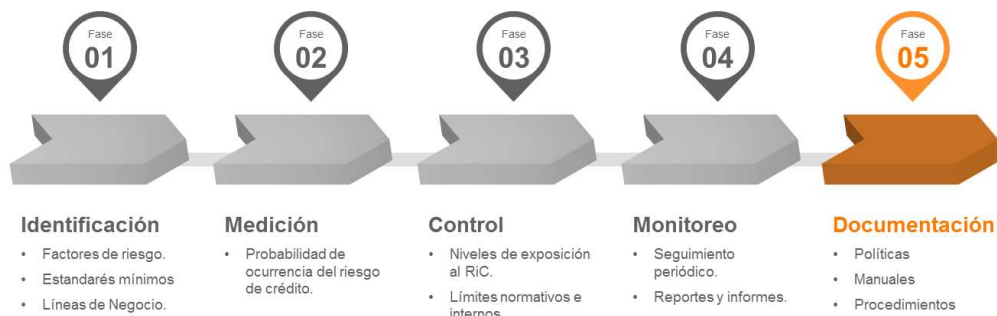 Fase
01
Fase
02
Fase
03
Fase
04
Fase
05
Identificación
• Factores de riesgo.
• Estandarés mínimos
• Líneas de Negocio.
Medición
• Probabilidad de
ocurrencia del riesgo
de crédito.
Control
• Niveles de exposición
al RiC.
• Límites normativos e
internos
Monitoreo
• Seguimiento
periódico.
• Reportes y informes.
Documentación
• Políticas
• Manuales
• Procedimientos